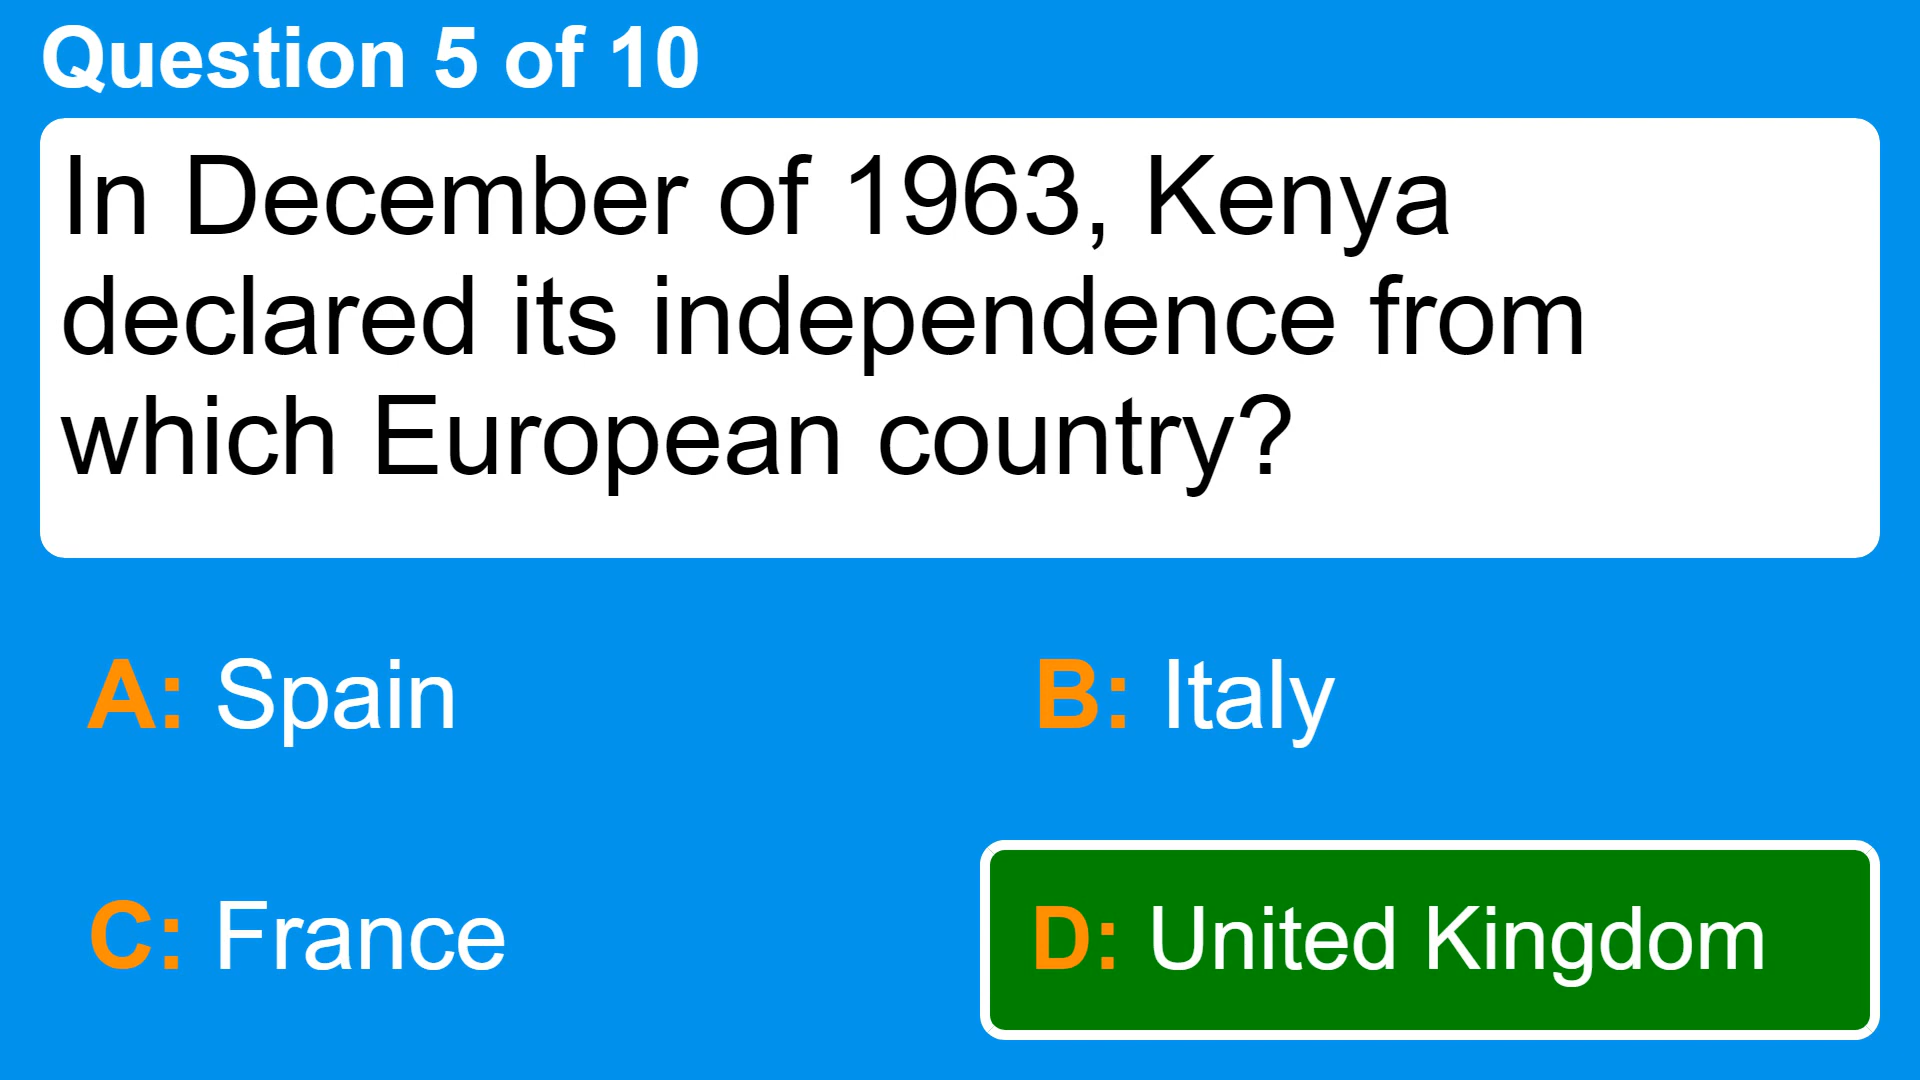 Question 5 of 10
In December of 1963, Kenya
declared its independence from
which European country?
A: Spain
B: Italy
C: France
D: United Kingdom